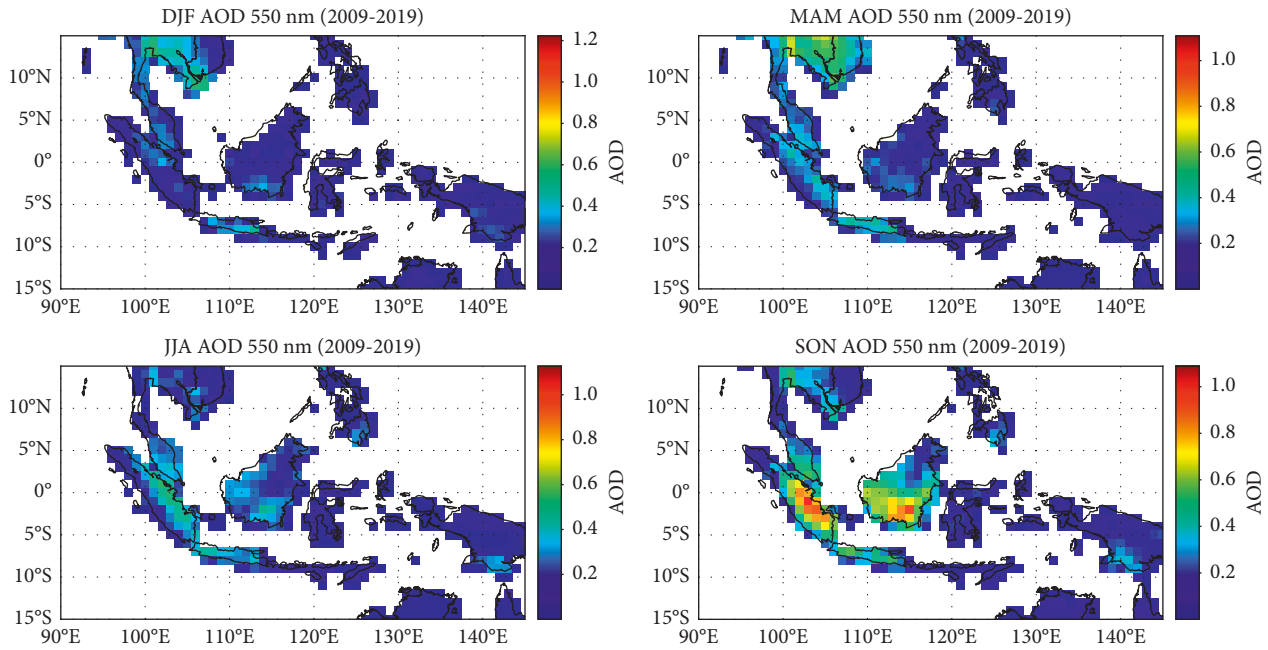 DJF AOD 550 nm (2009-2019)
10°N
5°N
0°
5°S
10°S
15°S
90°E 100°E 110°E 120°E 130°E 140°E
1.2
1.0
0.8
0.6
0.4
0.2
AOD
MAM AOD 550 nm (2009-2019)
10°N
5°N
0°
5°S
10°S
15°S
90°E 100°E 110°E 120°E 130°E 140°E
1.0
0.8
0.6
0.4
0.2
AOD
JJA AOD 550 nm (2009-2019)
10°N
5°N
0°
5°S
10°S
15°S
90°E 100°E 110°E 120°E 130°E 140°E
1.0
0.8
0.6
0.4
0.2
AOD
SON AOD 550 nm (2009-2019)
10°N
5°N
0°
5°S
10°S
15°S
90°E 100°E 110°E 120°E 130°E 140°E
1.0
0.8
0.6
0.4
0.2
AOD